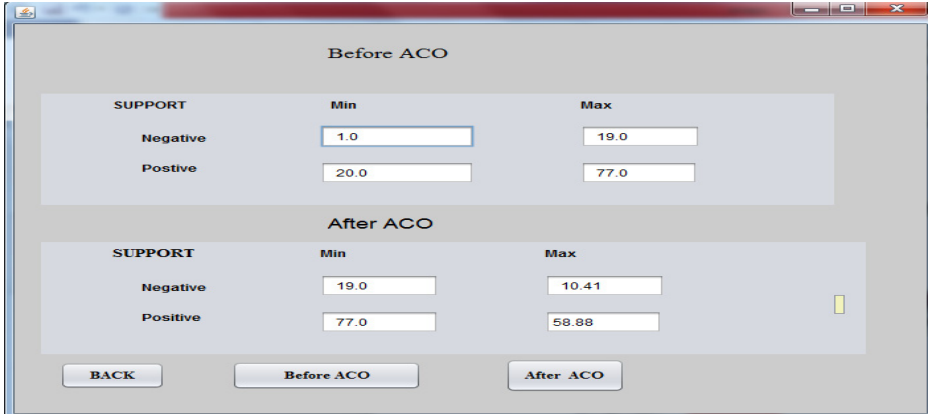 Before ACO
SUPPORT Min Max
Negative 1.0 19.0
Postive 20.0 77.0
After ACO
SUPPORT Min Max
Negative 19.0 10.41
Positive 77.0 58.88
BACK Before ACO After ACO